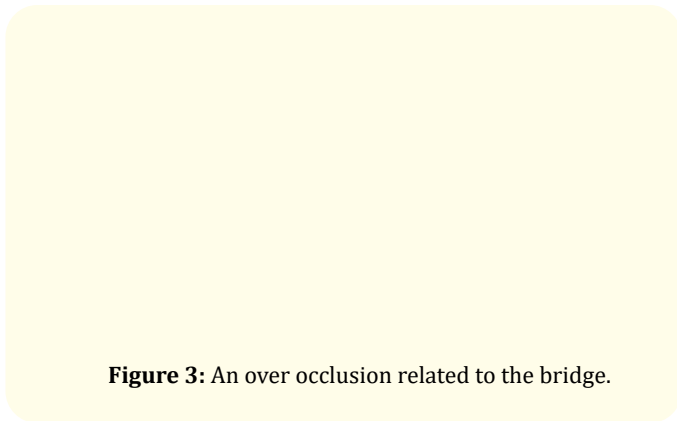 Figure 3: An over occlusion related to the bridge.